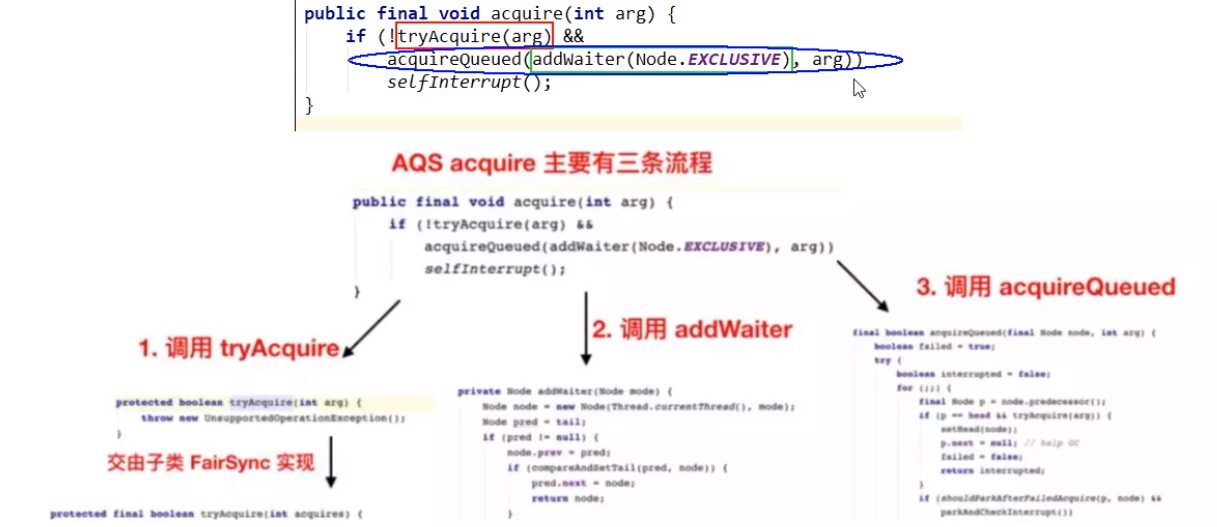 public final void acquire(int arg) {
if (!tryAcquire(arg) &&
acquireQueued(addWaiter(Node.EXCLUSIVE), arg))
selfInterrupt();
}
AQS acquire 主要有三条流程
public final void acquire(int arg) {
if (!tryAcquire(arg) &&
acquireQueued(addWaiter(Node.EXCLUSIVE), arg))
selfInterrupt();
}
1. 调用 tryAcquire
protected boolean tryAcquire(int arg) {
throw new UnsupportedOperationException();
}
交由子类 FairSync 实现
protected final boolean tryAcquire(int acquires) {
2. 调用 addWaiter
private Node addWaiter(Node mode) {
Node node = new Node(Thread.currentThread(), mode);
Node pred = tail;
if (pred != null) {
node.prev = pred;
if (compareAndSetTail(pred, node)) {
pred.next = node;
return node;
}
3. 调用 acquireQueued
final boolean acquireQueued(final Node node, int arg) {
boolean failed = true;
try {
boolean interrupted = false;
for (;;) {
final Node p = node.predecessor();
if (p == head && tryAcquire(arg)) {
setHead(node);
p.next = null; // help GC
failed = false;
return interrupted;
}
if (shouldParkAfterFailedAcquire(p, node) &&
parkAndCheckInterrupt())